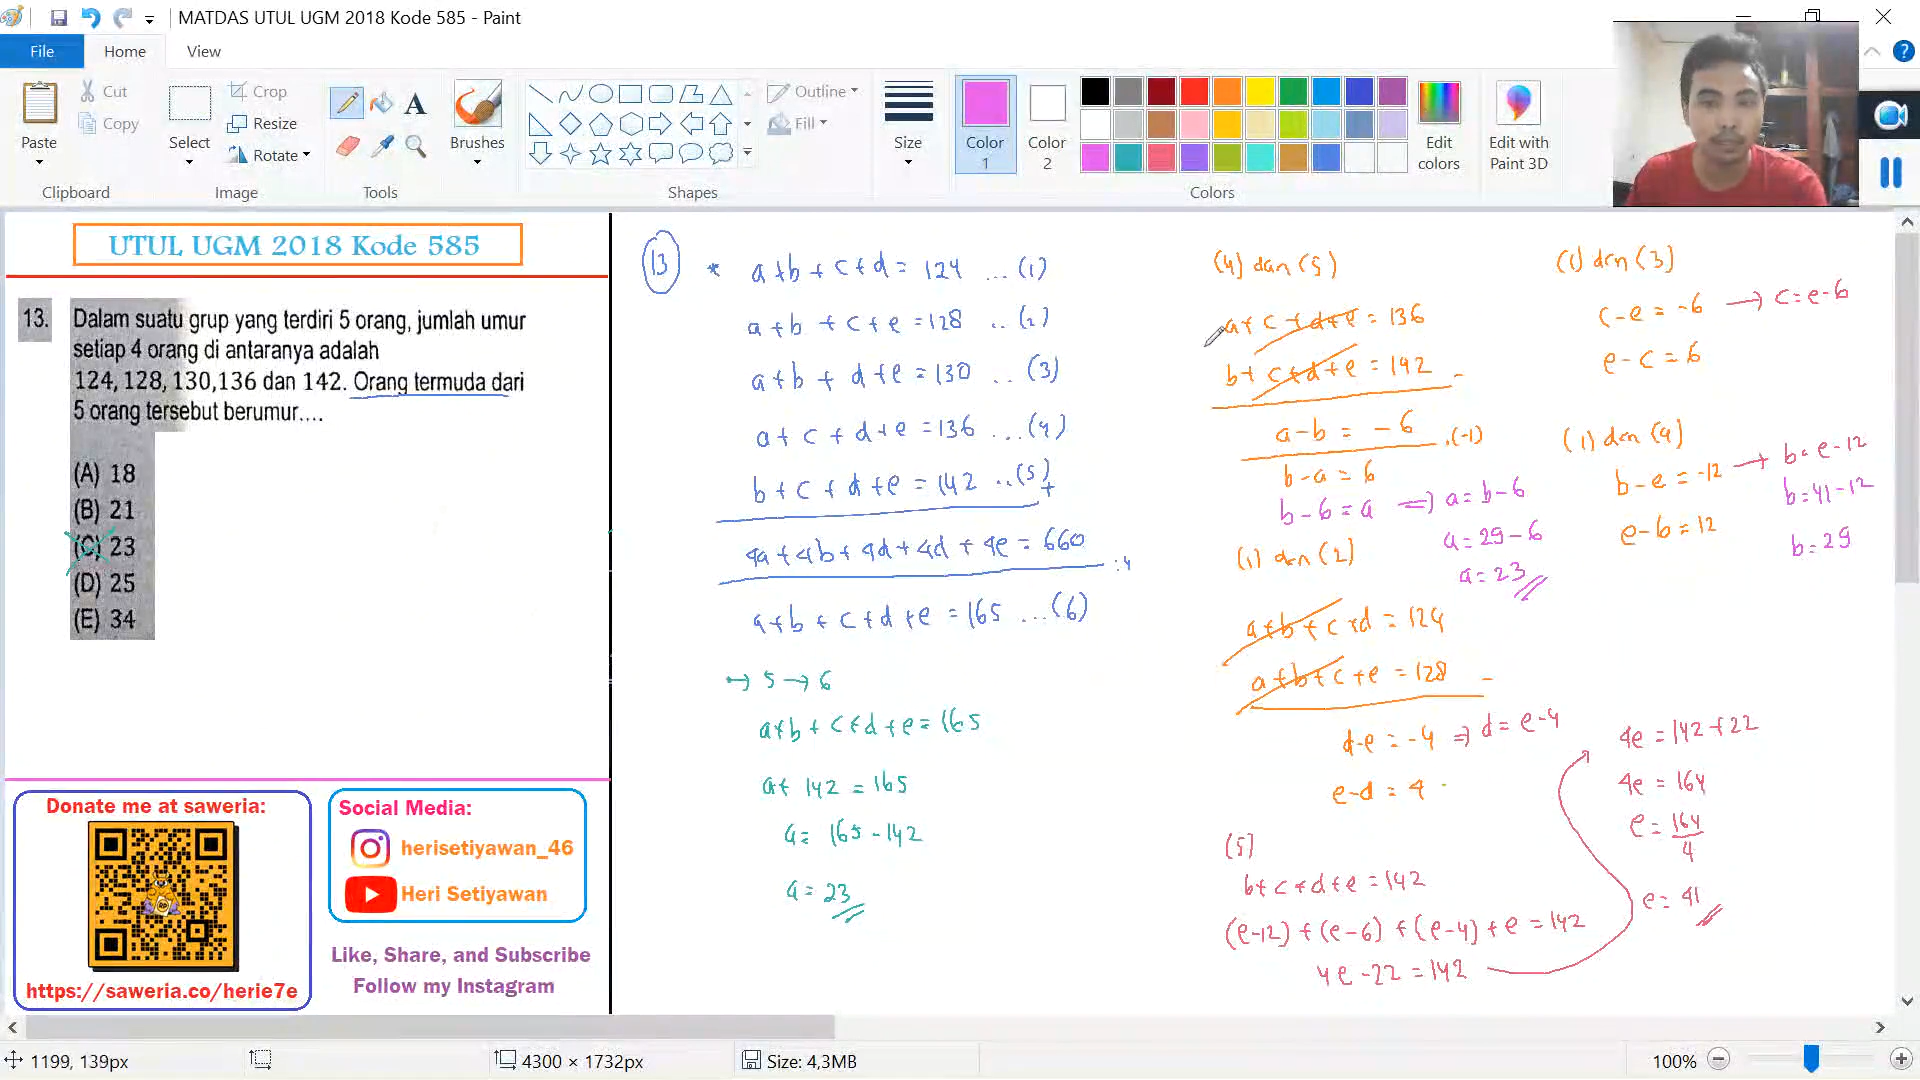 MATDAS UTUL UGM 2018 Kode 585 - Paint
File
Home
View
Paste
Cut
Copy
Clipboard
Select
Crop
Resize
Rotate
Image
Tools
Brushes
Outline
Fill
Shapes
Size
Color 1
Color 2
Edit colors
Edit with Paint 3D
Colors
UTUL UGM 2018 Kode 585
13. Dalam suatu grup yang terdiri 5 orang, jumlah umur
setiap 4 orang di antaranya adalah
124, 128, 130,136 dan 142. Orang termuda dari
5 orang tersebut berumur....
(A) 18
(B) 21
(C) 23
(D) 25
(E) 34
Donate me at saweria:
https://saweria.co/herie7e
Social Media:
herisetiyawan_46
Heri Setiyawan
Like, Share, and Subscribe
Follow my Instagram
13 * a+b+c+d = 124 ...(1)
a+b+c+e = 128 ..(2)
a+b+d+e = 130 ..(3)
a+c+d+e = 136 ...(4)
b+c+d+e = 142 ..(5) +
4a+4b+4d+4d+4e = 660 :4
a+b+c+d+e = 165 ...(6)
→ 5 → 6
a+b+c+d+e = 165
a+ 142 = 165
a = 165 - 142
a = 23
(4) dan (5)
a+c+d+e = 136
b+c+d+e = 142 -
a-b = -6 .(-1)
b-a = 6
b-6 = a ⇒ a = b-6
a = 29-6
a = 23
(1) dan (2)
a+b+c+d = 124
a+b+c+e = 128 -
d-e = -4 ⇒ d = e-4
e-d = 4
(5)
b+c+d+e = 142
(e-12)+(e-6)+(e-4)+e = 142
4e-22 = 142
(1) dan (3)
c-e = -6 → c = e-6
e-c = 6
(1) dan (4)
b-e = -12 → b = e-12
b = 41-12
e-b = 12
b = 29
4e = 142+22
4e = 164
e = 164/4
e = 41
1199, 139px
4300 × 1732px
Size: 4,3MB
100%